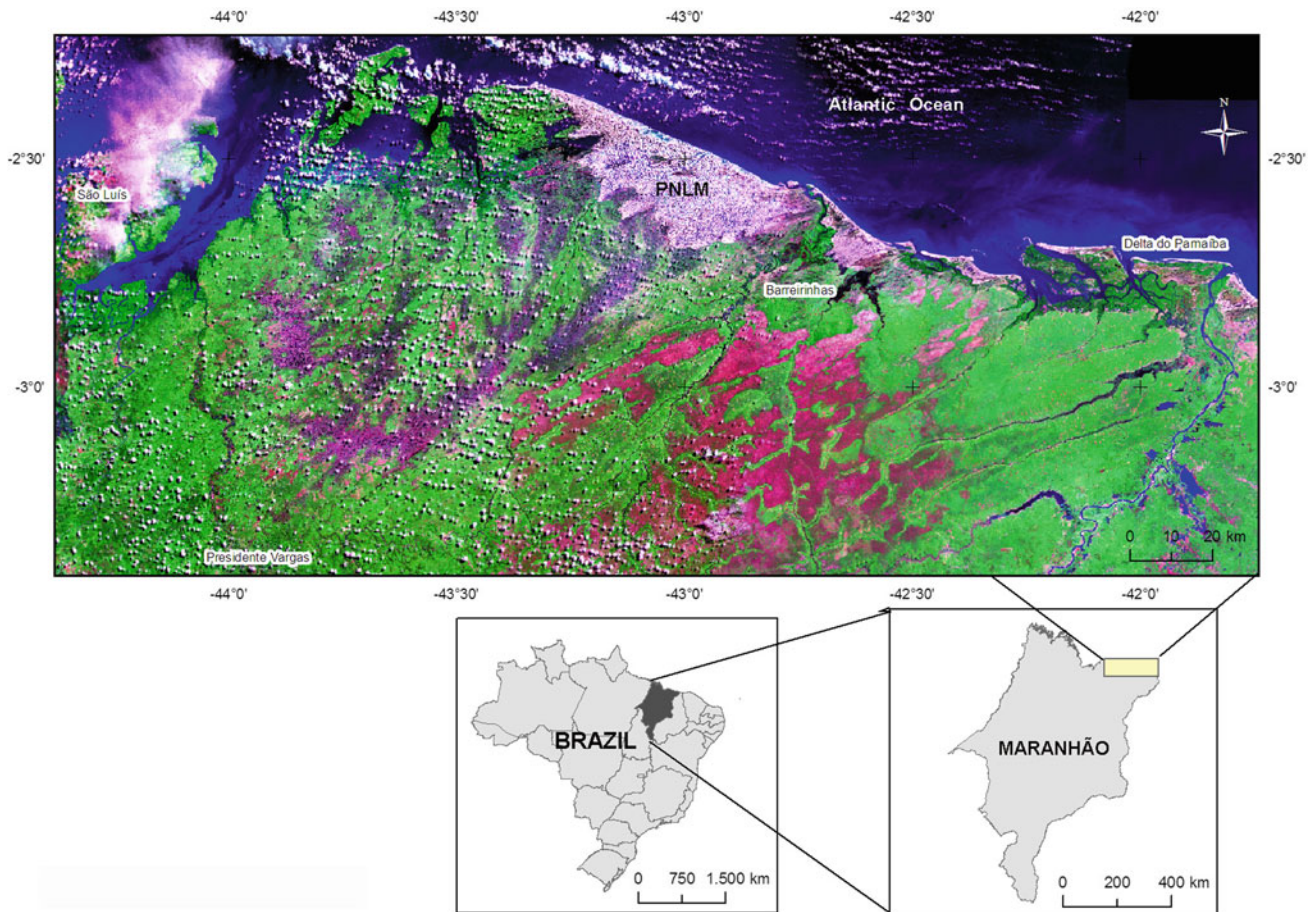 -44°0' -43°30' -43°0' -42°30' -42°0'
Atlantic Ocean
N
-2°30' -2°30'
São Luís
PNLM
Delta do Parnaíba
Barreirinhas
-3°0' -3°0'
Presidente Vargas
0 10 20 km
-44°0' -43°30' -43°0' -42°30' -42°0'
BRAZIL
MARANHÃO
0 750 1.500 km
0 200 400 km